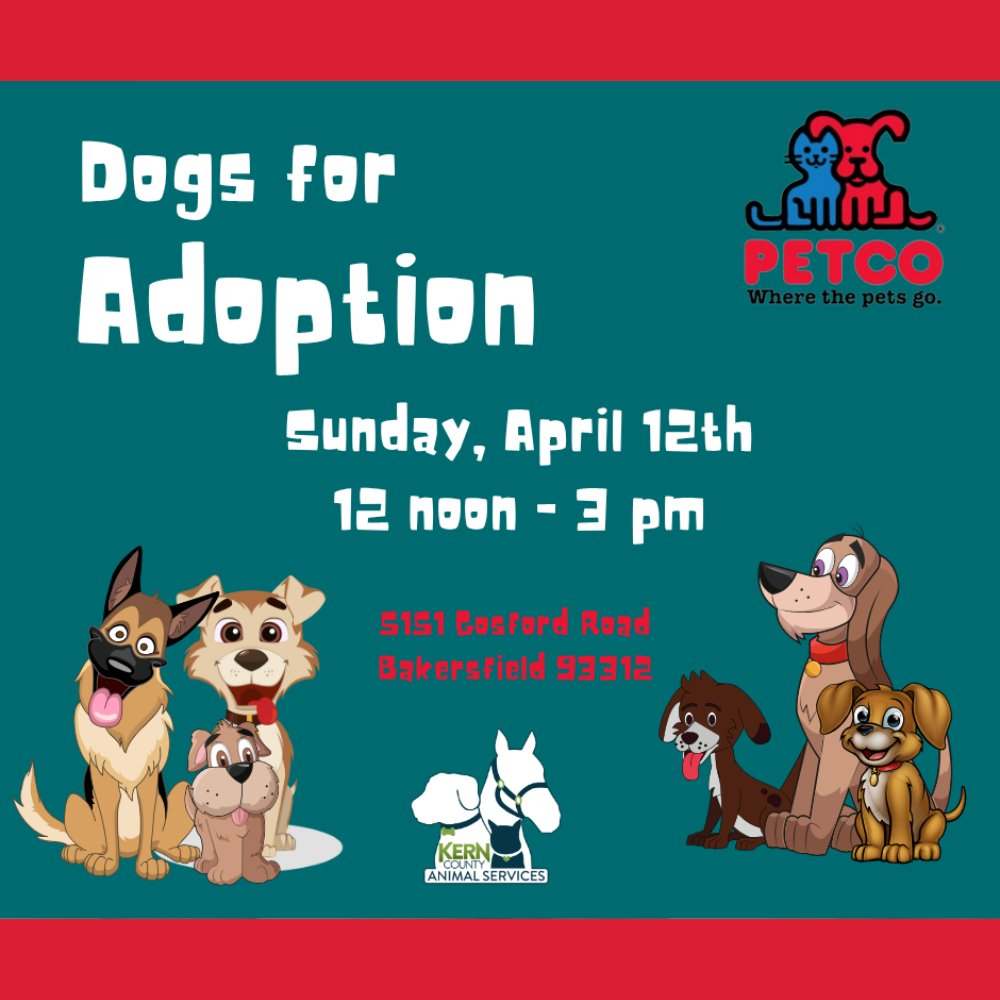 Dogs for
Adoption
PETCO
Where the pets go.
Sunday, April 12th
12 noon - 3 pm
5151 Gosford Road
Bakersfield 93312
KERN
COUNTY
ANIMAL SERVICES